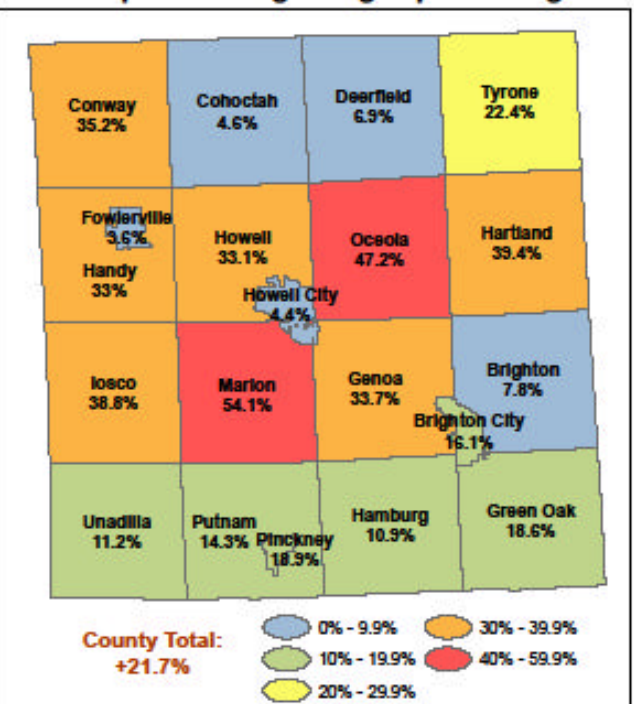 Conway
35.2%
Cohoctah
4.6%
Deerfield
6.9%
Tyrone
22.4%
Fowlerville
3.6%
Handy
33%
Howell
33.1%
Oceola
47.2%
Hartland
39.4%
Howell City
4.4%
Iosco
38.8%
Marion
54.1%
Genoa
33.7%
Brighton
7.8%
Brighton City
16.1%
Unadilla
11.2%
Putnam
14.3%
Pinckney
18.9%
Hamburg
10.9%
Green Oak
18.6%
County Total:
+21.7%
0% - 9.9%
10% - 19.9%
20% - 29.9%
30% - 39.9%
40% - 59.9%